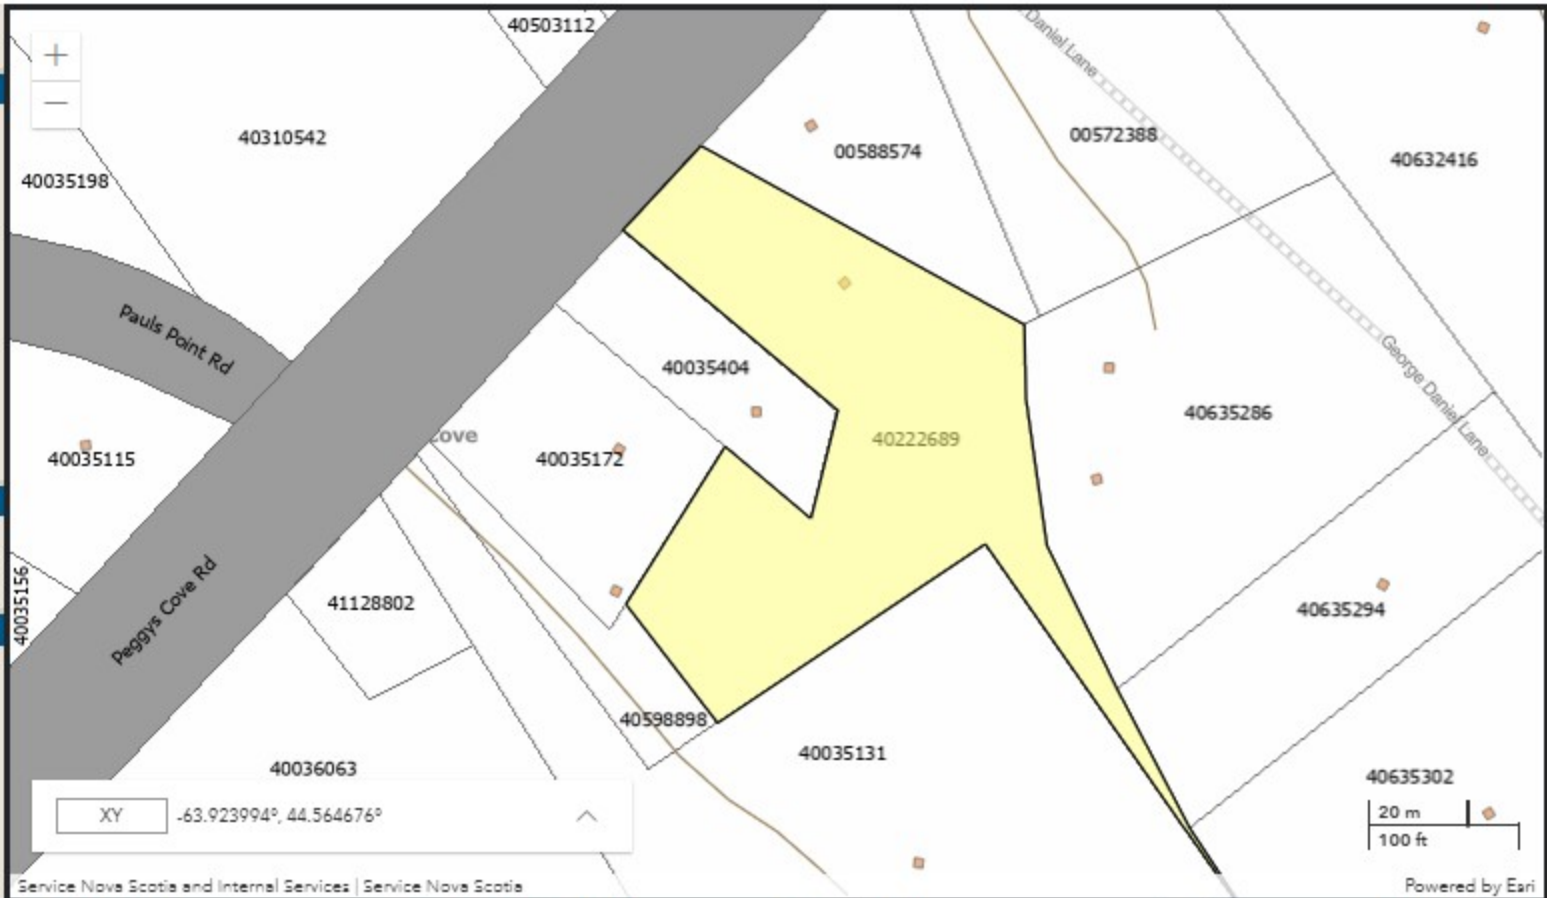 40503112
Daniel Lane
+
−
40310542
00588574
00572388
40632416
40035198
Pauls Point Rd
George Daniel Lane
40035404
40635286
Cove
40222689
40035115
40035172
40035156
Peggys Cove Rd
41128802
40635294
40598898
40035131
40036063
40635302
XY
-63.923994°, 44.564676°
20 m
100 ft
Service Nova Scotia and Internal Services | Service Nova Scotia
Powered by Esri